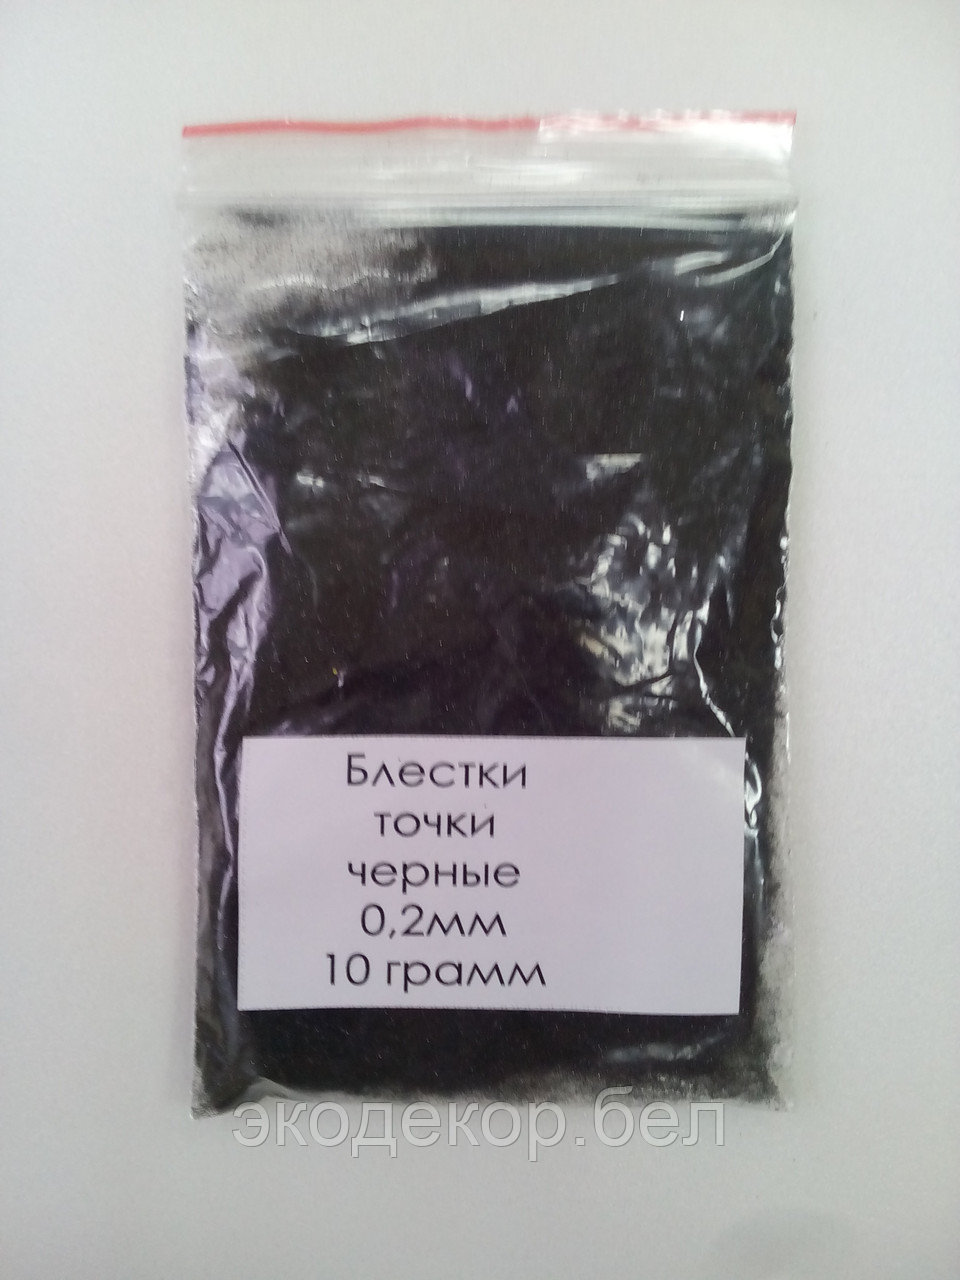 Блестки
точки
черные
0,2мм
10 грамм
экодекор.бел